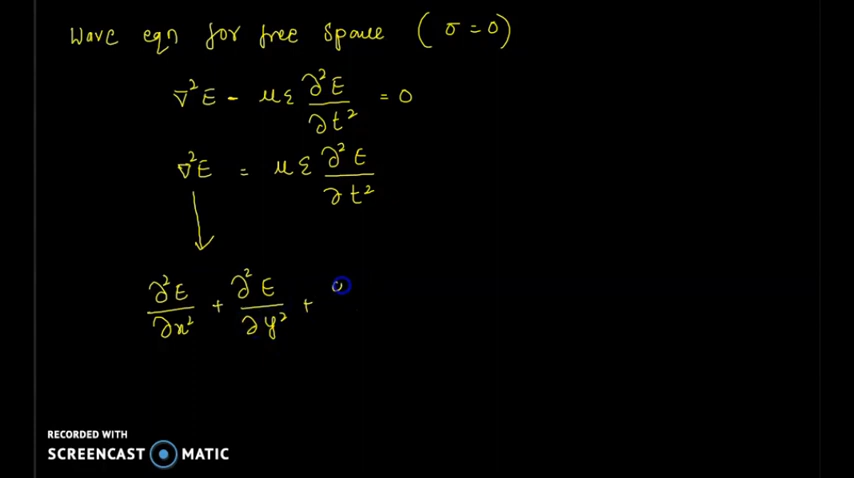 Wave eqn for free space ( σ = 0 )
∇²E - με ∂²E/∂t² = 0
∇²E = με ∂²E/∂t²
∂²E/∂x² + ∂²E/∂y² +
RECORDED WITH
SCREENCAST MATIC